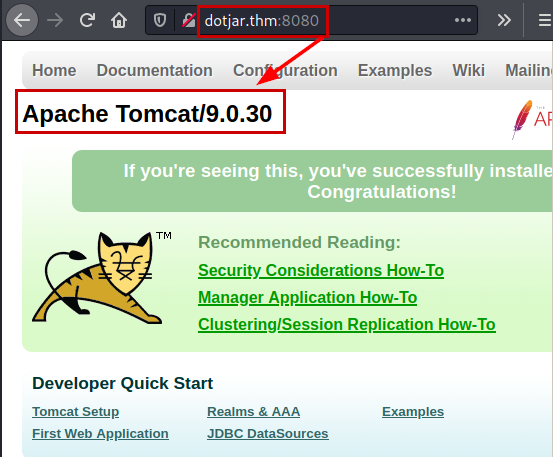 dotjar.thm:8080
Home Documentation Configuration Examples Wiki
Apache Tomcat/9.0.30
If you're seeing this, you've successfully
Congratulations!
TM
Recommended Reading:
Security Considerations How-To
Manager Application How-To
Clustering/Session Replication How-To
Developer Quick Start
Tomcat Setup Realms & AAA Examples
First Web Application JDBC DataSources